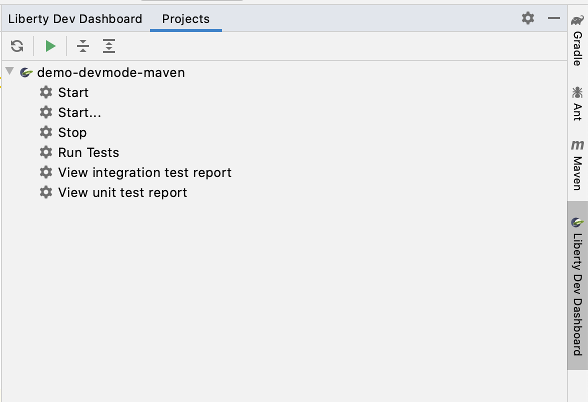 Liberty Dev Dashboard
Projects
demo-devmode-maven
Start
Start...
Stop
Run Tests
View integration test report
View unit test report
Gradle
Ant
m
Maven
Liberty Dev Dashboard